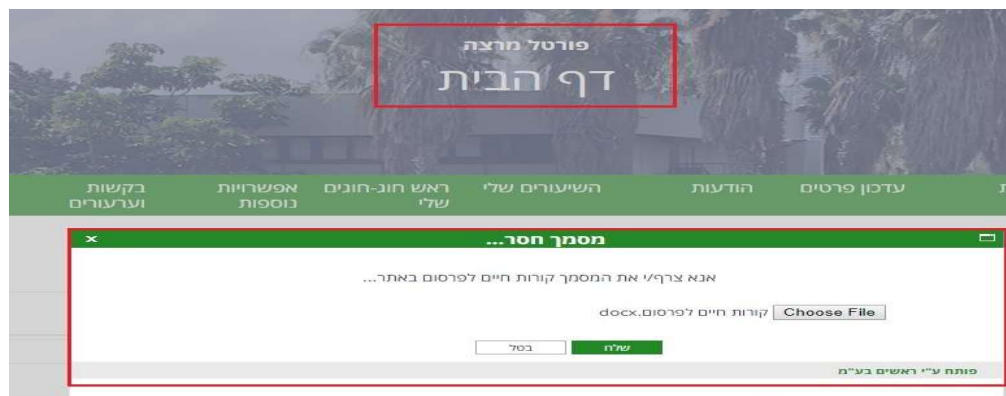 פורטל מרצה
דף הבית
עדכון פרטים
הודעות
השיעורים שלי
ראש חוג-חוגים
שלי
אפשרויות
נוספות
בקשות
וערעורים
מסמך חסר...
×
אנא צרף/י את המסמך קורות חיים לפרסום באתר...
Choose File קורות חיים לפרסום.docx
שלח בטל
פותח ע"י ראשים בע"מ